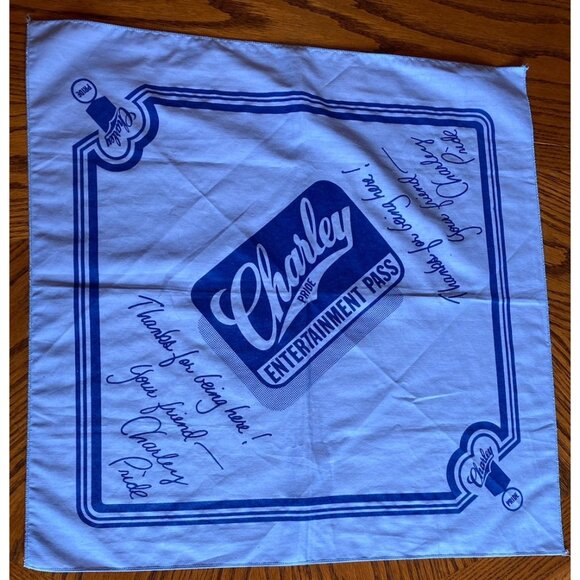 PRIDE
Charley
Thanks for being here!
Your friend—
Charley
Pride
Charley
PRIDE
ENTERTAINMENT PASS
Thanks for being here!
Your friend—
Charley
Pride
Charley
PRIDE